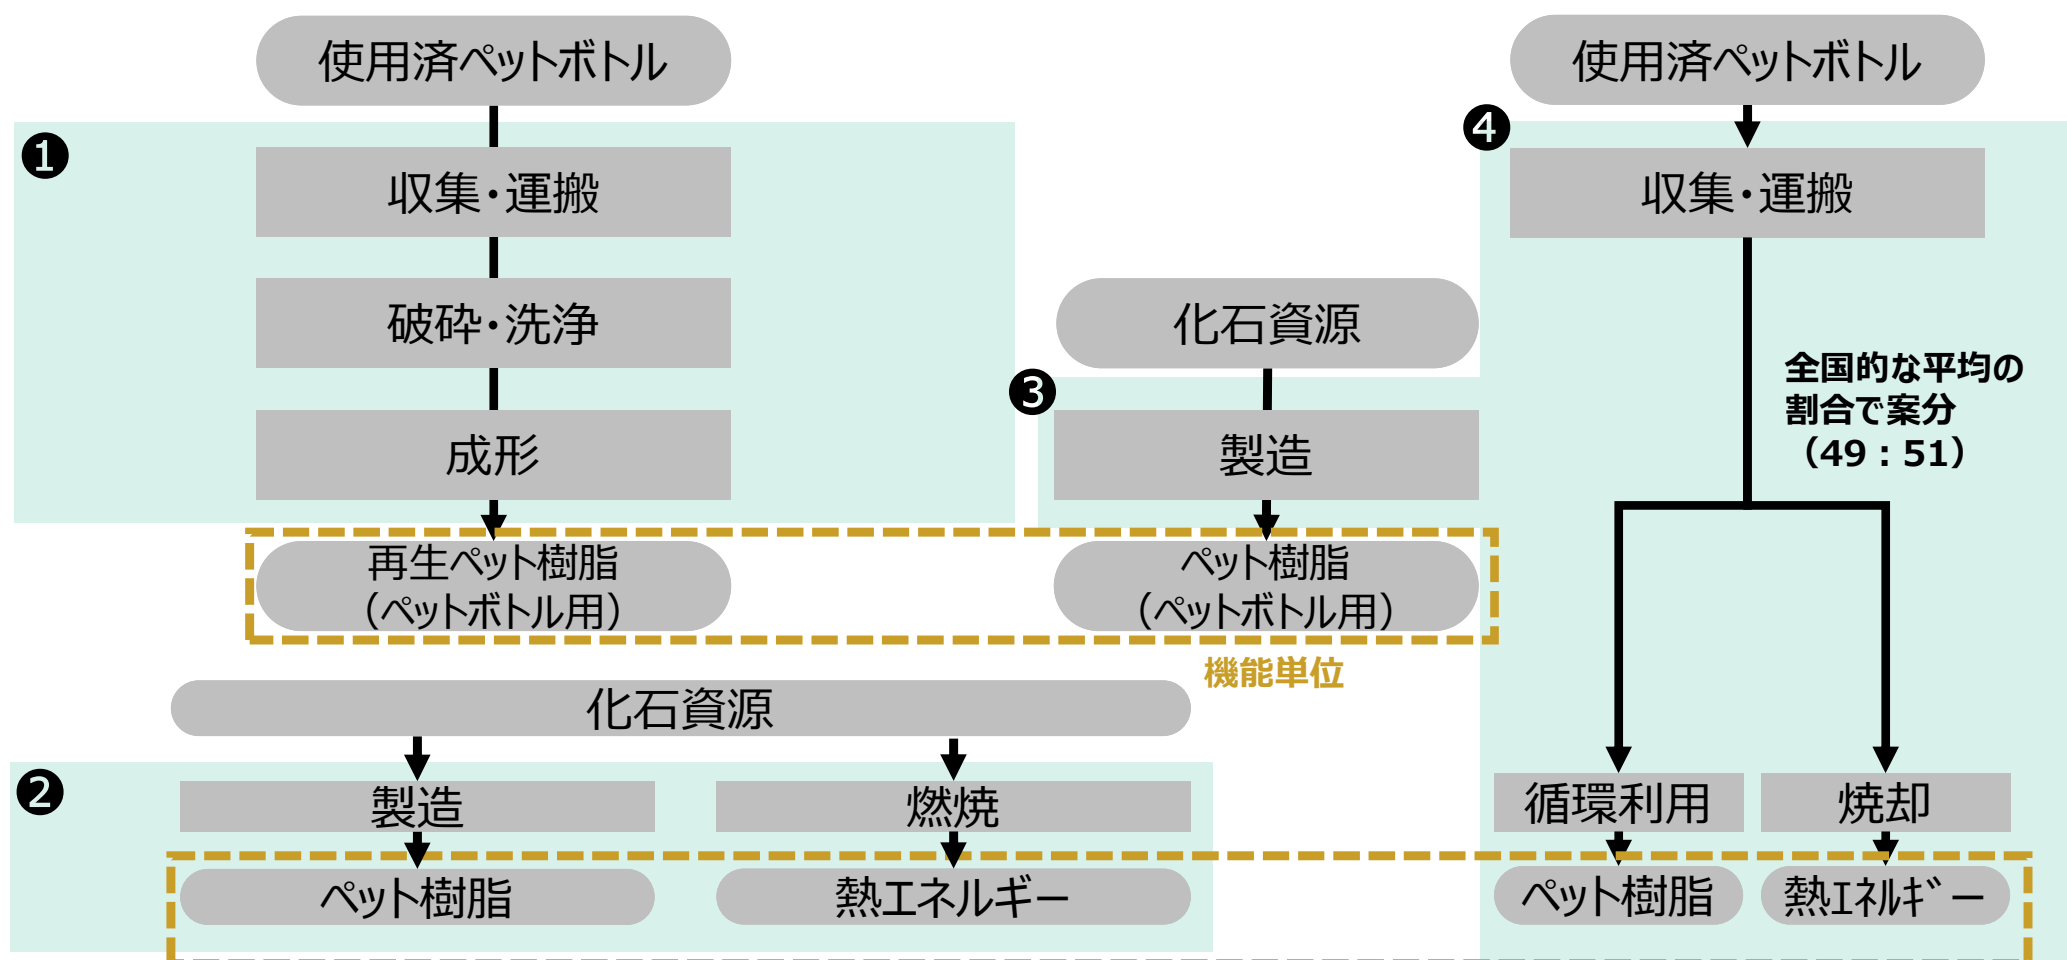 使用済ペットボトル
❶
収集・運搬
破砕・洗浄
成形
再生ペット樹脂
（ペットボトル用）
化石資源
❸
製造
ペット樹脂
（ペットボトル用）
機能単位
化石資源
❷
製造
燃焼
ペット樹脂
熱エネルギー
使用済ペットボトル
❹
収集・運搬
全国的な平均の
割合で案分
（49：51）
循環利用
焼却
ペット樹脂
熱ｴﾈﾙｷﾞｰ